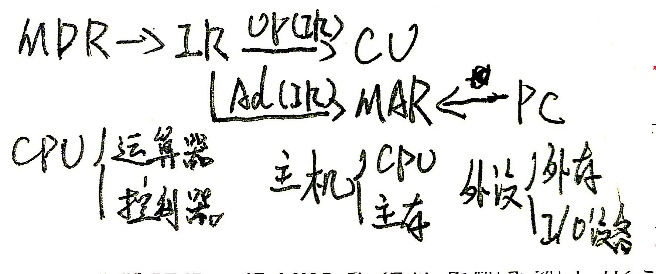 MDR → IR OP(IR) → CU
Ad(IR) → MAR ← PC
CPU { 运算器 主机 { CPU 外设 { 外存
控制器 主存 I/O设备